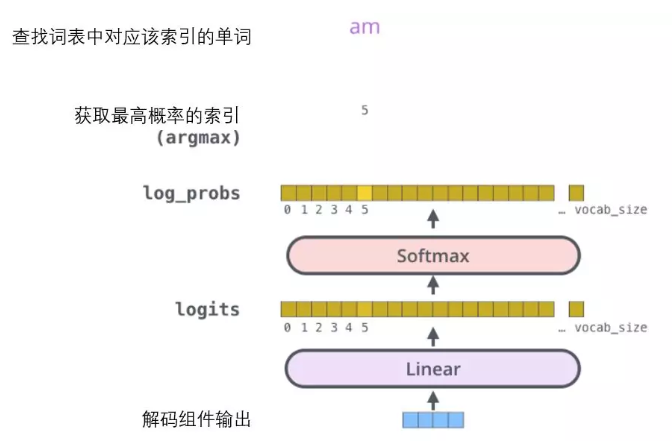 查找词表中对应该索引的单词
am
获取最高概率的索引
(argmax)
5
log_probs
0 1 2 3 4 5 … vocab_size
Softmax
logits
0 1 2 3 4 5 … vocab_size
Linear
解码组件输出